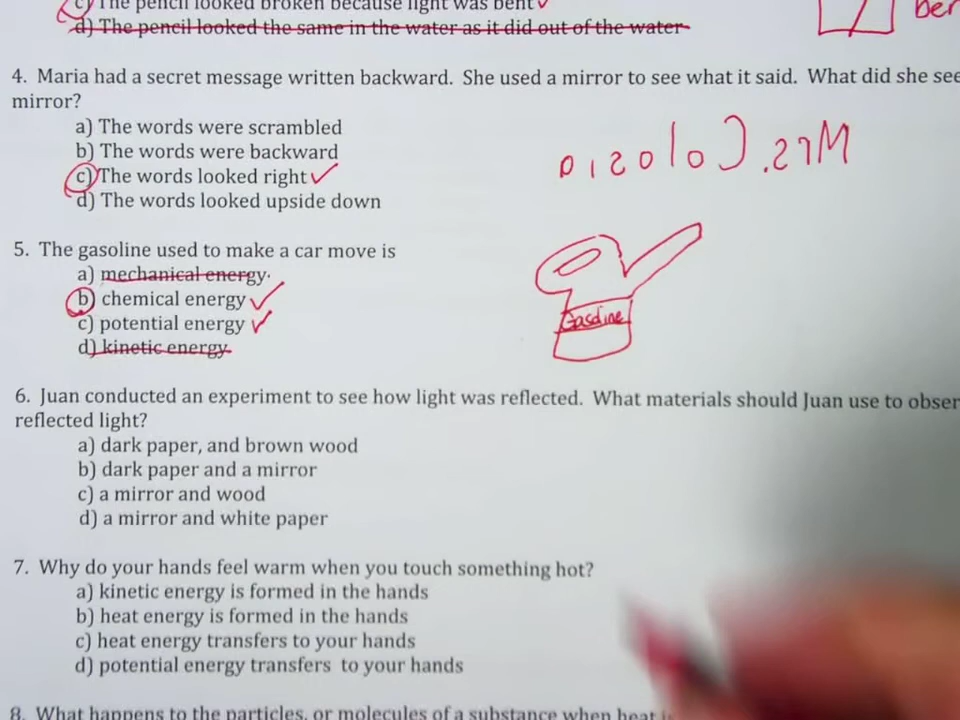 c) The pencil looked broken because light was bent
d) The pencil looked the same in the water as it did out of the water
4. Maria had a secret message written backward. She used a mirror to see what it said. What did she see
mirror?
a) The words were scrambled
b) The words were backward
c) The words looked right
d) The words looked upside down
Mrs. Colosia
5. The gasoline used to make a car move is
a) mechanical energy
b) chemical energy
c) potential energy
d) kinetic energy
Gasoline
6. Juan conducted an experiment to see how light was reflected. What materials should Juan use to obser
reflected light?
a) dark paper, and brown wood
b) dark paper and a mirror
c) a mirror and wood
d) a mirror and white paper
7. Why do your hands feel warm when you touch something hot?
a) kinetic energy is formed in the hands
b) heat energy is formed in the hands
c) heat energy transfers to your hands
d) potential energy transfers to your hands
8. What happens to the particles, or molecules of a substance when heat